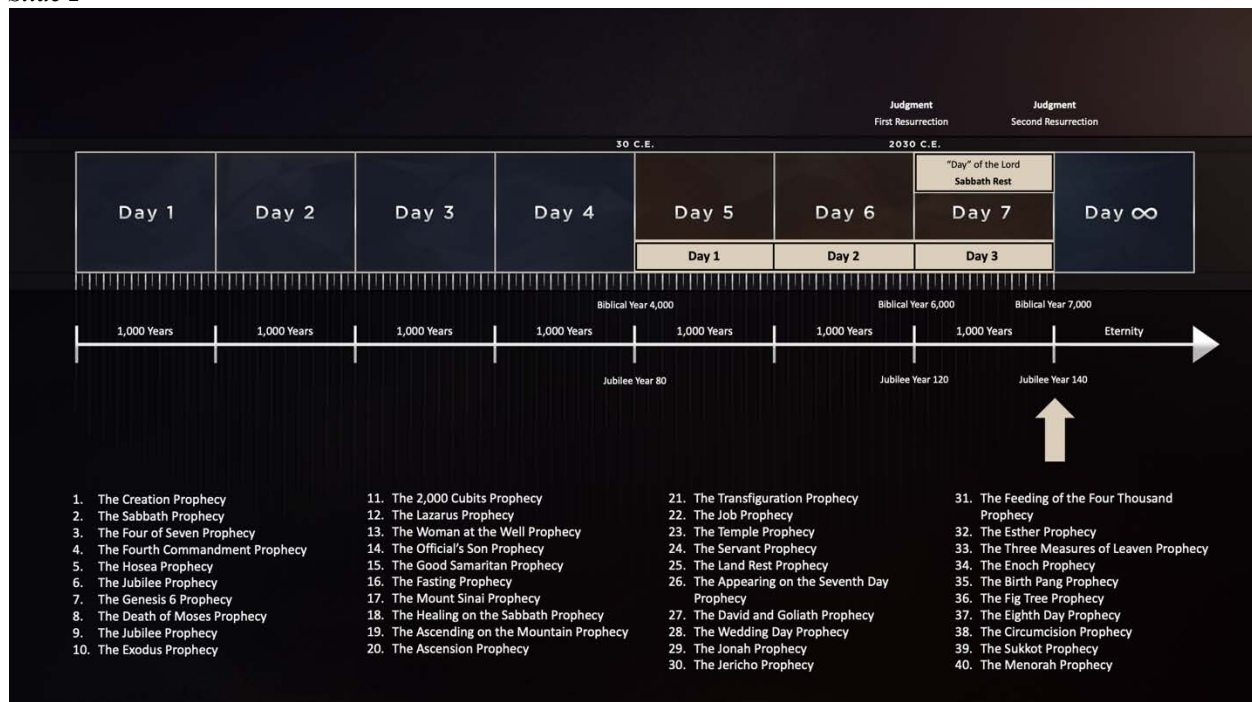 Judgment
First Resurrection
Judgment
Second Resurrection
30 C.E.
2030 C.E.
"Day" of the Lord
Sabbath Rest
Day 1
Day 2
Day 3
Day 4
Day 5
Day 6
Day 7
Day ∞
Day 1
Day 2
Day 3
Biblical Year 4,000
Biblical Year 6,000
Biblical Year 7,000
1,000 Years
1,000 Years
1,000 Years
1,000 Years
1,000 Years
1,000 Years
1,000 Years
Eternity
Jubilee Year 80
Jubilee Year 120
Jubilee Year 140
1. The Creation Prophecy
2. The Sabbath Prophecy
3. The Four of Seven Prophecy
4. The Fourth Commandment Prophecy
5. The Hosea Prophecy
6. The Jubilee Prophecy
7. The Genesis 6 Prophecy
8. The Death of Moses Prophecy
9. The Jubilee Prophecy
10. The Exodus Prophecy
11. The 2,000 Cubits Prophecy
12. The Lazarus Prophecy
13. The Woman at the Well Prophecy
14. The Official's Son Prophecy
15. The Good Samaritan Prophecy
16. The Fasting Prophecy
17. The Mount Sinai Prophecy
18. The Healing on the Sabbath Prophecy
19. The Ascending on the Mountain Prophecy
20. The Ascension Prophecy
21. The Transfiguration Prophecy
22. The Job Prophecy
23. The Temple Prophecy
24. The Servant Prophecy
25. The Land Rest Prophecy
26. The Appearing on the Seventh Day
Prophecy
27. The David and Goliath Prophecy
28. The Wedding Day Prophecy
29. The Jonah Prophecy
30. The Jericho Prophecy
31. The Feeding of the Four Thousand
Prophecy
32. The Esther Prophecy
33. The Three Measures of Leaven Prophecy
34. The Enoch Prophecy
35. The Birth Pang Prophecy
36. The Fig Tree Prophecy
37. The Eighth Day Prophecy
38. The Circumcision Prophecy
39. The Sukkot Prophecy
40. The Menorah Prophecy